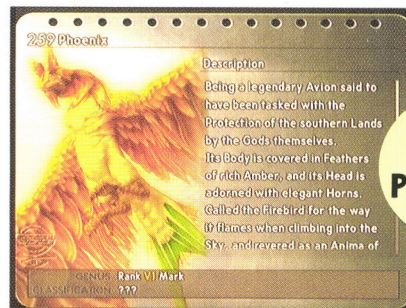 259 Phoenix
Description
Being a legendary Avion said to
have been tasked with the
Protection of the southern Lands
by the Gods themselves.
Its Body is covered in Feathers
of rich Amber, and its Head is
adorned with elegant Horns.
Called the Firebird for the way
it flames when climbing into the
Sky, and revered as an Anima of
GENUS Rank VI/Mark
CLASSIFICATION ???
P